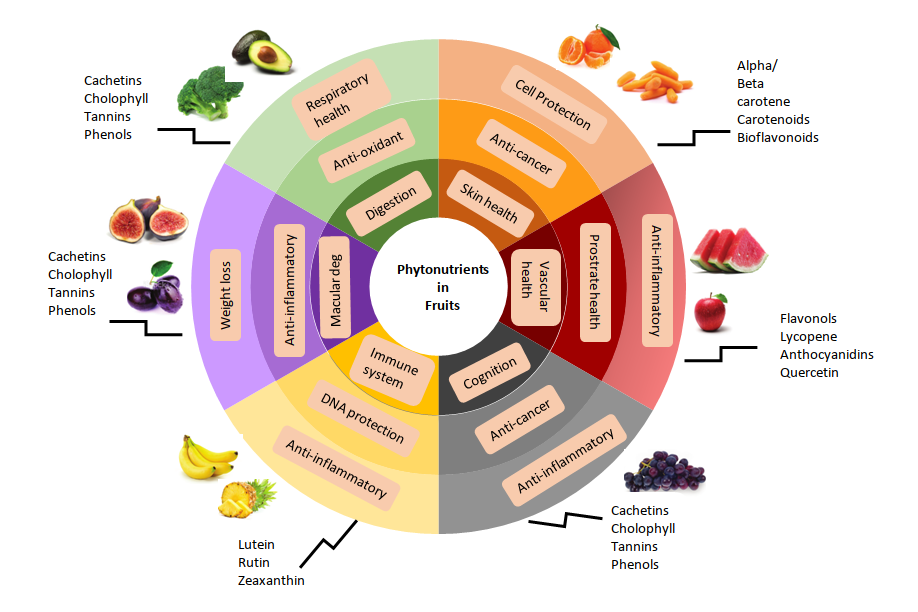 Phytonutrients
in
Fruits
Cachetins
Cholophyll
Tannins
Phenols
Respiratory
health
Anti-oxidant
Digestion
Alpha/
Beta
carotene
Carotenoids
Bioflavonoids
Cell Protection
Anti-cancer
Skin health
Flavonols
Lycopene
Anthocyanidins
Quercetin
Anti-inflammatory
Prostrate health
Vascular
health
Cachetins
Cholophyll
Tannins
Phenols
Anti-inflammatory
Anti-cancer
Cognition
Lutein
Rutin
Zeaxanthin
Anti-inflammatory
DNA protection
Immune
system
Cachetins
Cholophyll
Tannins
Phenols
Weight loss
Anti-inflammatory
Macular deg